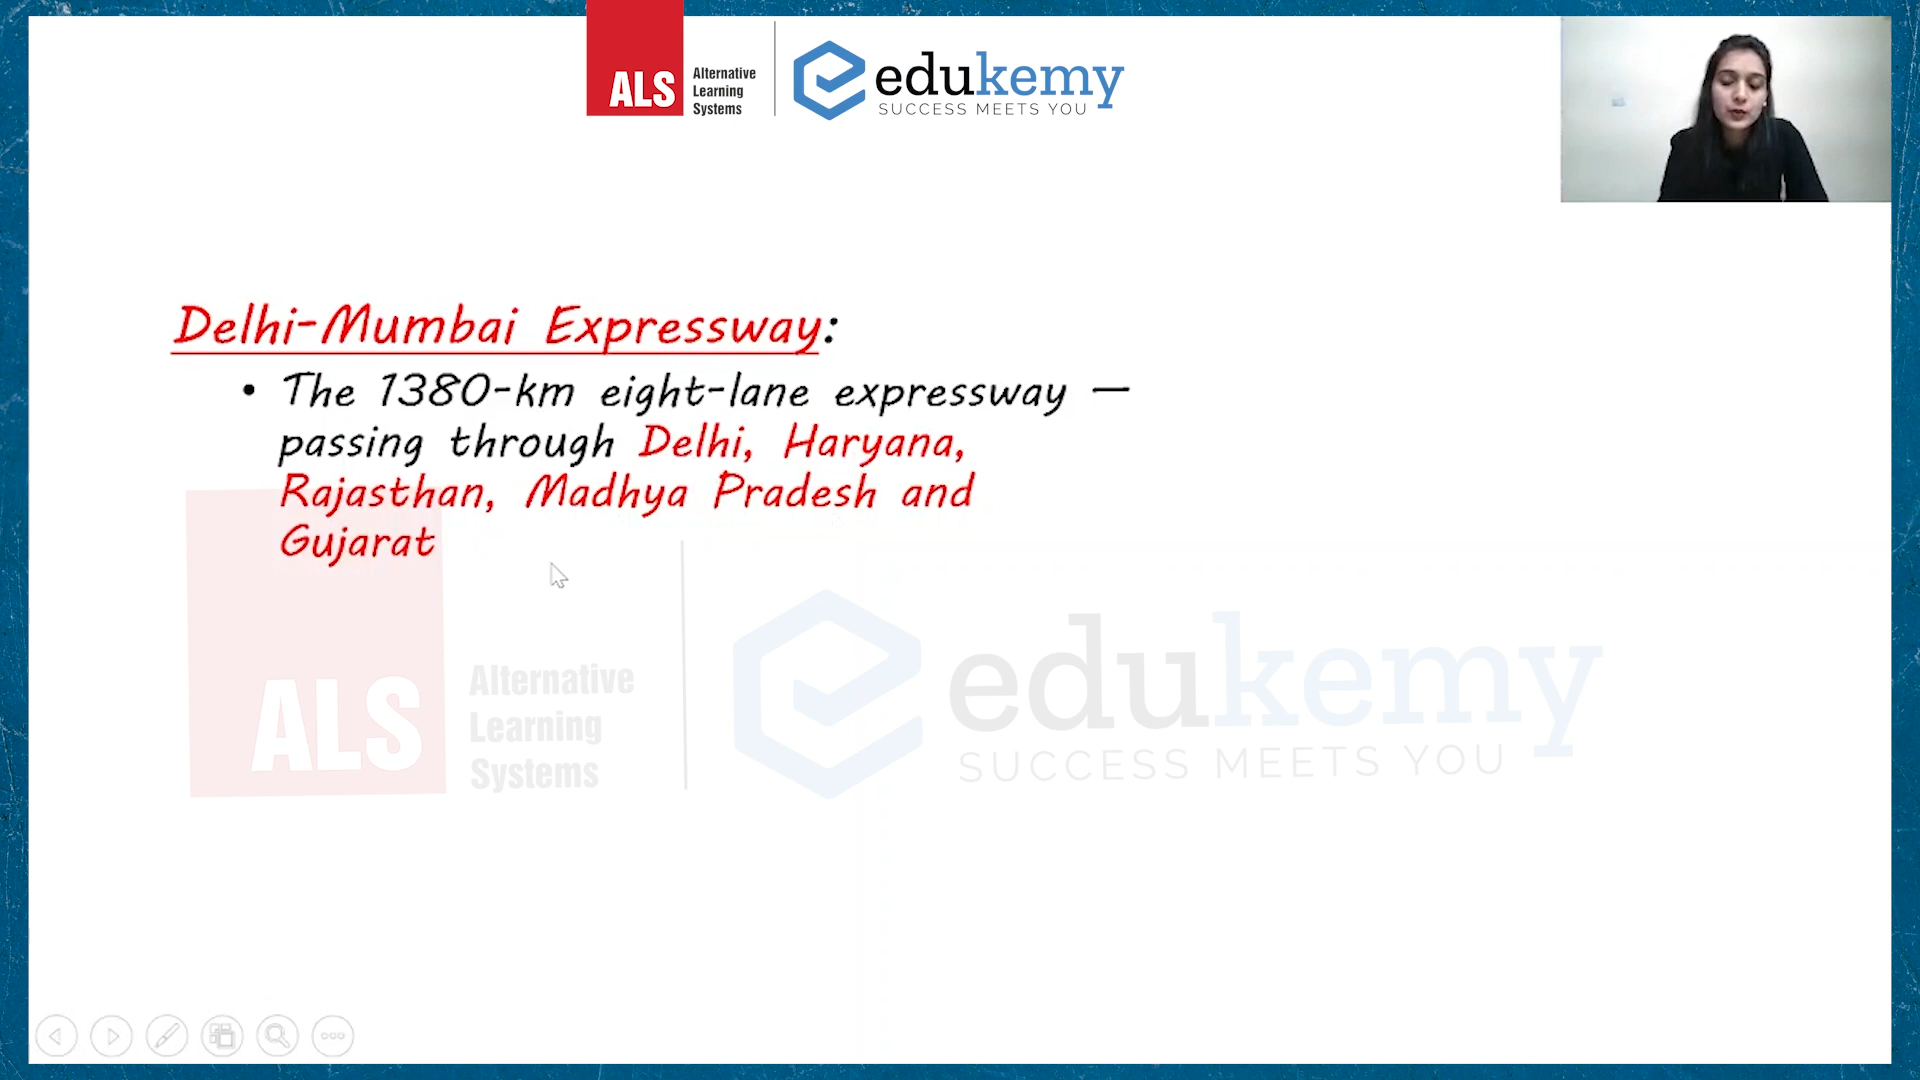 ALS
Alternative
Learning
Systems
edukemy
SUCCESS MEETS YOU
Delhi-Mumbai Expressway:
• The 1380-km eight-lane expressway —
passing through Delhi, Haryana,
Rajasthan, Madhya Pradesh and
Gujarat
ALS
Alternative
Learning
Systems
edukemy
SUCCESS MEETS YOU